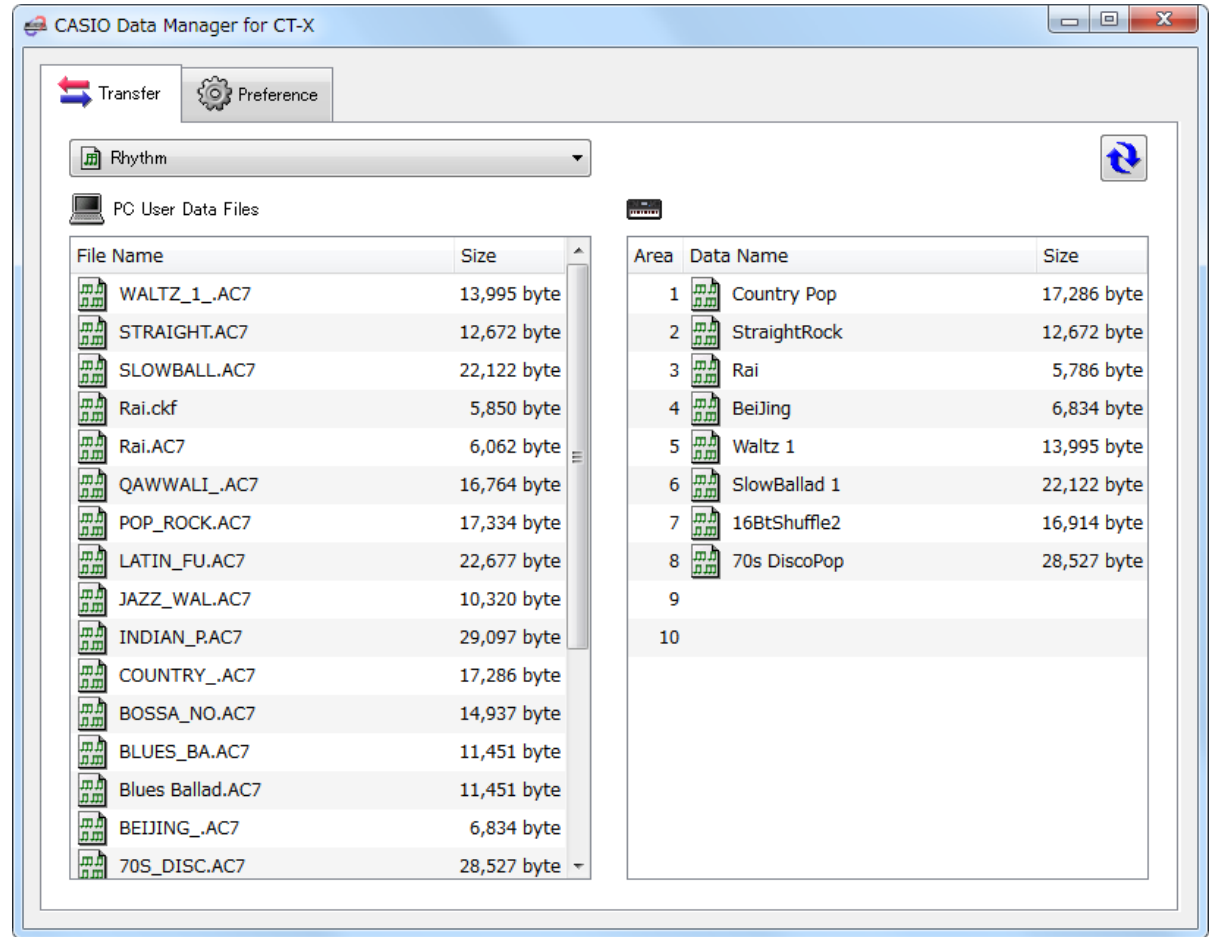 CASIO Data Manager for CT-X
Transfer
Preference
Rhythm
PC User Data Files
File Name Size
WALTZ_1_.AC7 13,995 byte
STRAIGHT.AC7 12,672 byte
SLOWBALL.AC7 22,122 byte
Rai.ckf 5,850 byte
Rai.AC7 6,062 byte
QAWWALI_.AC7 16,764 byte
POP_ROCK.AC7 17,334 byte
LATIN_FU.AC7 22,677 byte
JAZZ_WAL.AC7 10,320 byte
INDIAN_P.AC7 29,097 byte
COUNTRY_.AC7 17,286 byte
BOSSA_NO.AC7 14,937 byte
BLUES_BA.AC7 11,451 byte
Blues Ballad.AC7 11,451 byte
BEIJING_.AC7 6,834 byte
70S_DISC.AC7 28,527 byte
Area Data Name Size
1 Country Pop 17,286 byte
2 StraightRock 12,672 byte
3 Rai 5,786 byte
4 BeiJing 6,834 byte
5 Waltz 1 13,995 byte
6 SlowBallad 1 22,122 byte
7 16BtShuffle2 16,914 byte
8 70s DiscoPop 28,527 byte
9
10